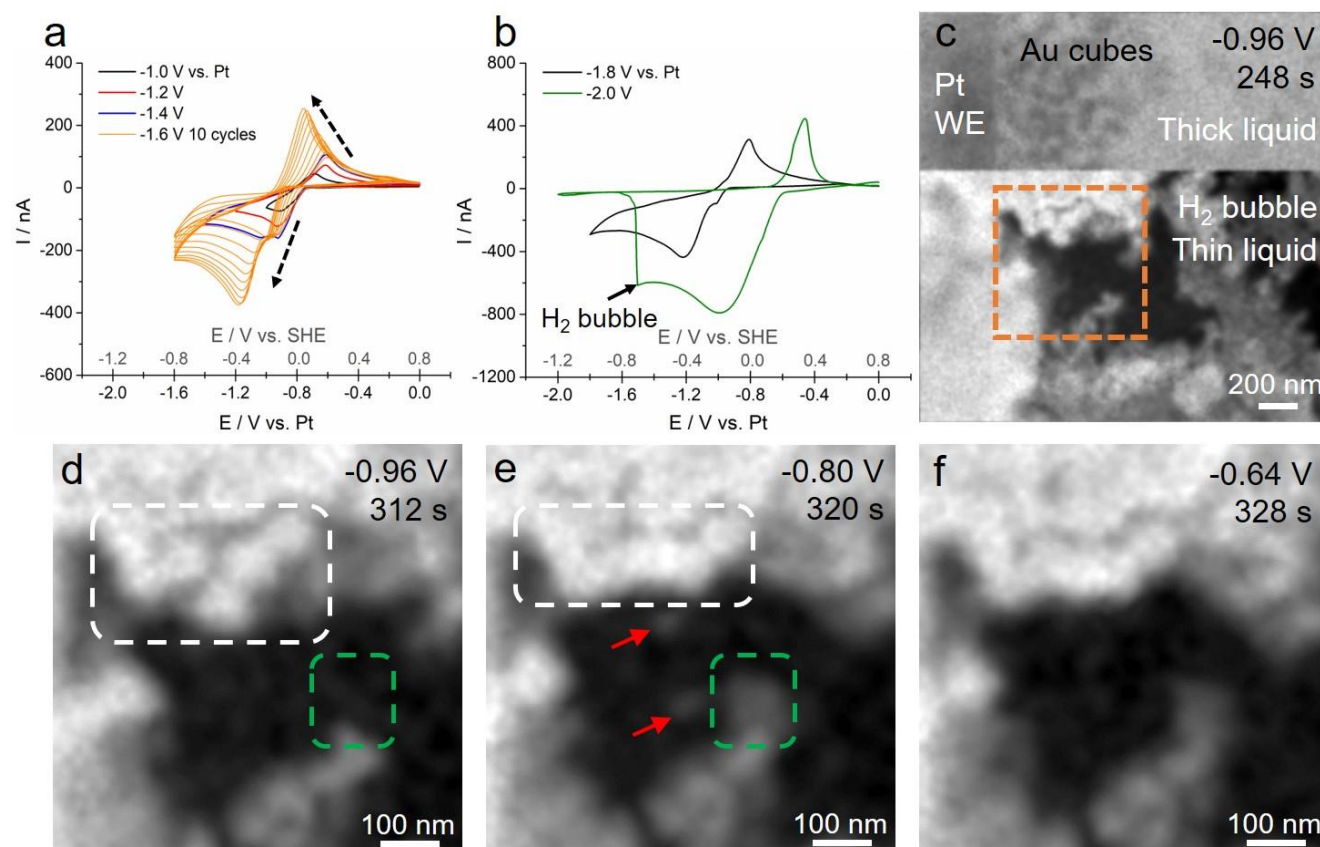 a
400
200
0
-200
-400
-600
I / nA
-1.0 V vs. Pt
-1.2 V
-1.4 V
-1.6 V 10 cycles
E / V vs. SHE
-1.2 -0.8 -0.4 0.0 0.4 0.8
-2.0 -1.6 -1.2 -0.8 -0.4 0.0
E / V vs. Pt
b
800
400
0
-400
-800
-1200
I / nA
-1.8 V vs. Pt
-2.0 V
H2 bubble
E / V vs. SHE
-1.2 -0.8 -0.4 0.0 0.4 0.8
-2.0 -1.6 -1.2 -0.8 -0.4 0.0
E / V vs. Pt
c
Au cubes
-0.96 V
248 s
Pt
WE
Thick liquid
H2 bubble
Thin liquid
200 nm
d
-0.96 V
312 s
100 nm
e
-0.80 V
320 s
100 nm
f
-0.64 V
328 s
100 nm